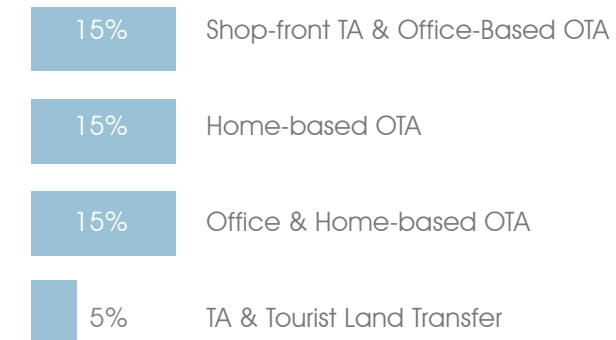 15% Shop-front TA & Office-Based OTA
15% Home-based OTA
15% Office & Home-based OTA
5% TA & Tourist Land Transfer